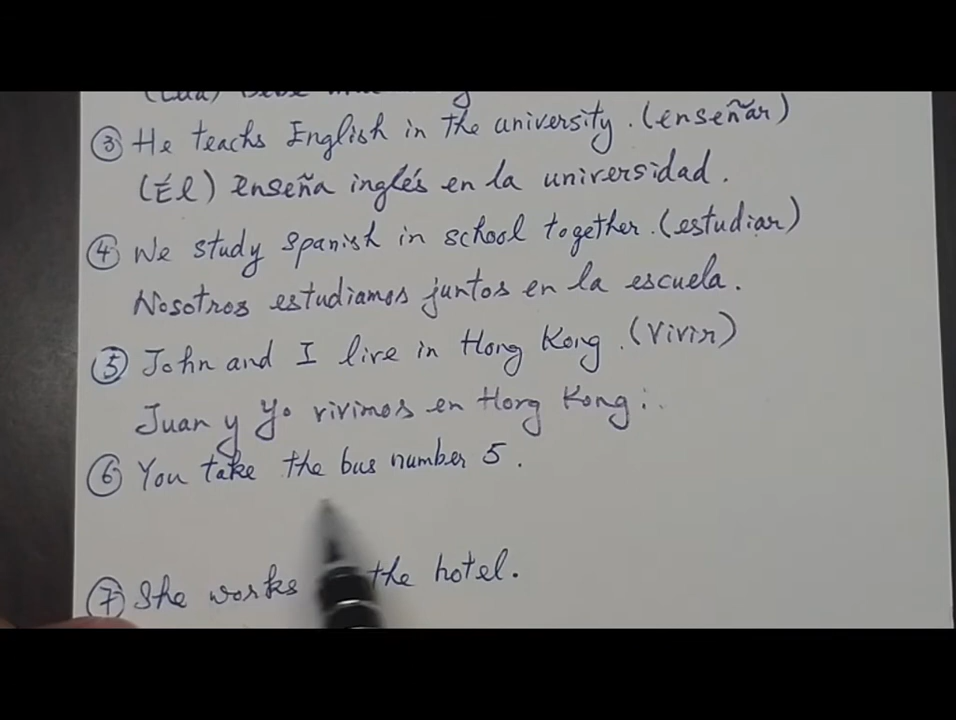 ③ He teachs English in the university. (enseñar)
(Él) Enseña inglés en la universidad.
④ We study Spanish in school together. (estudiar)
Nosotros estudiamos juntos en la escuela.
⑤ John and I live in Hong Kong. (vivir)
Juan y yo vivimos en Hong Kong.
⑥ You take the bus number 5.
⑦ She works the hotel.